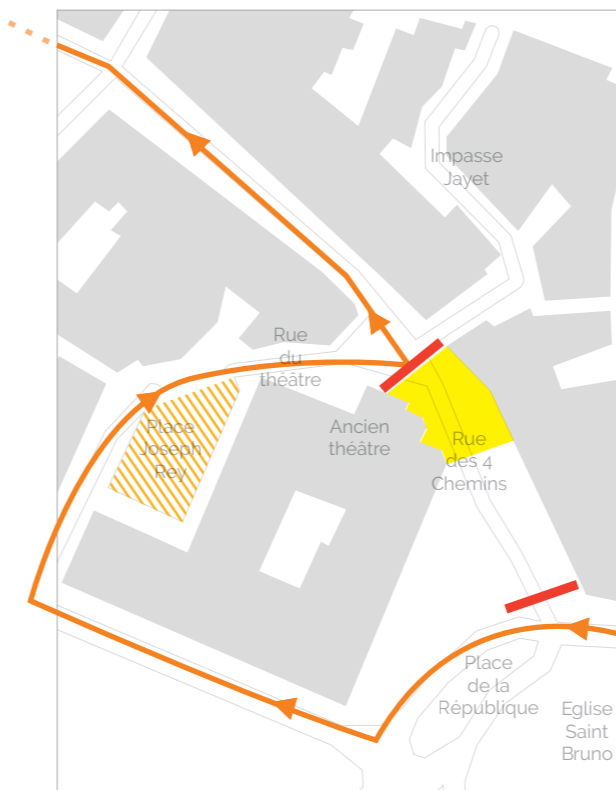 Impasse
Jayet
Rue
du
théâtre
Place
Joseph
Rey
Ancien
théâtre
Rue
des 4
Chemins
Place
de la
République
Eglise
Saint
Bruno